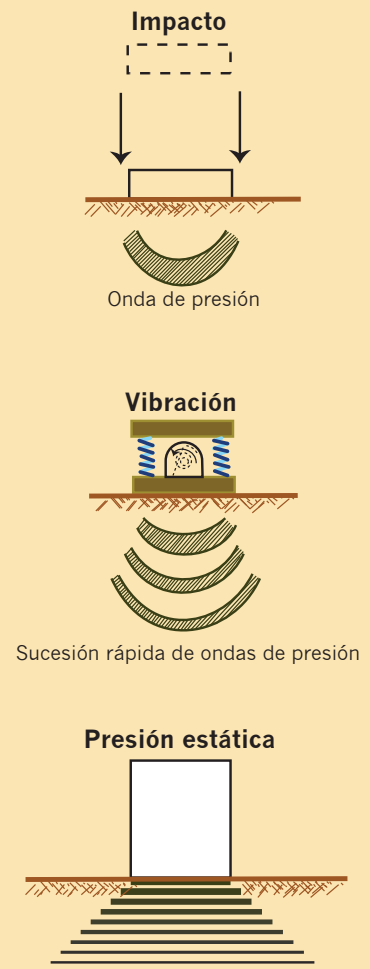 Impacto
Onda de presión
Vibración
Sucesión rápida de ondas de presión
Presión estática